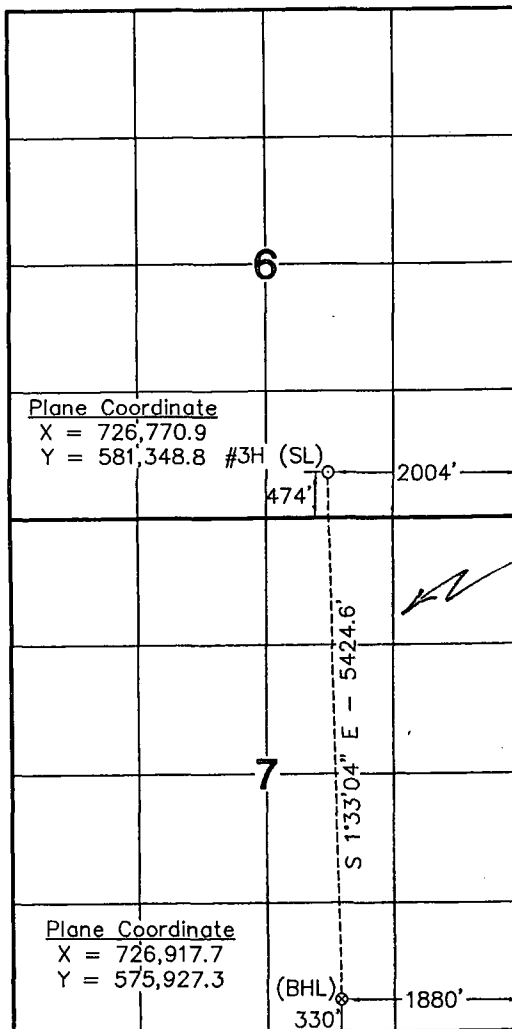 6
Plane Coordinate
X = 726,770.9
Y = 581,348.8 #3H (SL)
2004'
474'
S 1°33'04" E - 5424.6'
7
Plane Coordinate
X = 726,917.7
Y = 575,927.3
(BHL)
1880'
330'